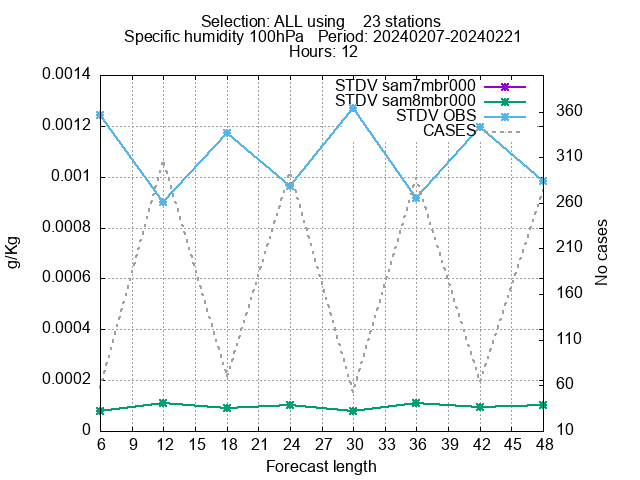 Selection: ALL using    23 stations
Specific humidity 100hPa   Period: 20240207-20240221
Hours: 12
0.0014
0.0012
0.001
0.0008
0.0006
0.0004
0.0002
0
g/Kg
STDV sam7mbr000
STDV sam8mbr000
STDV OBS
CASES
360
310
260
210
160
110
60
10
No cases
6 9 12 15 18 21 24 27 30 33 36 39 42 45 48
Forecast length